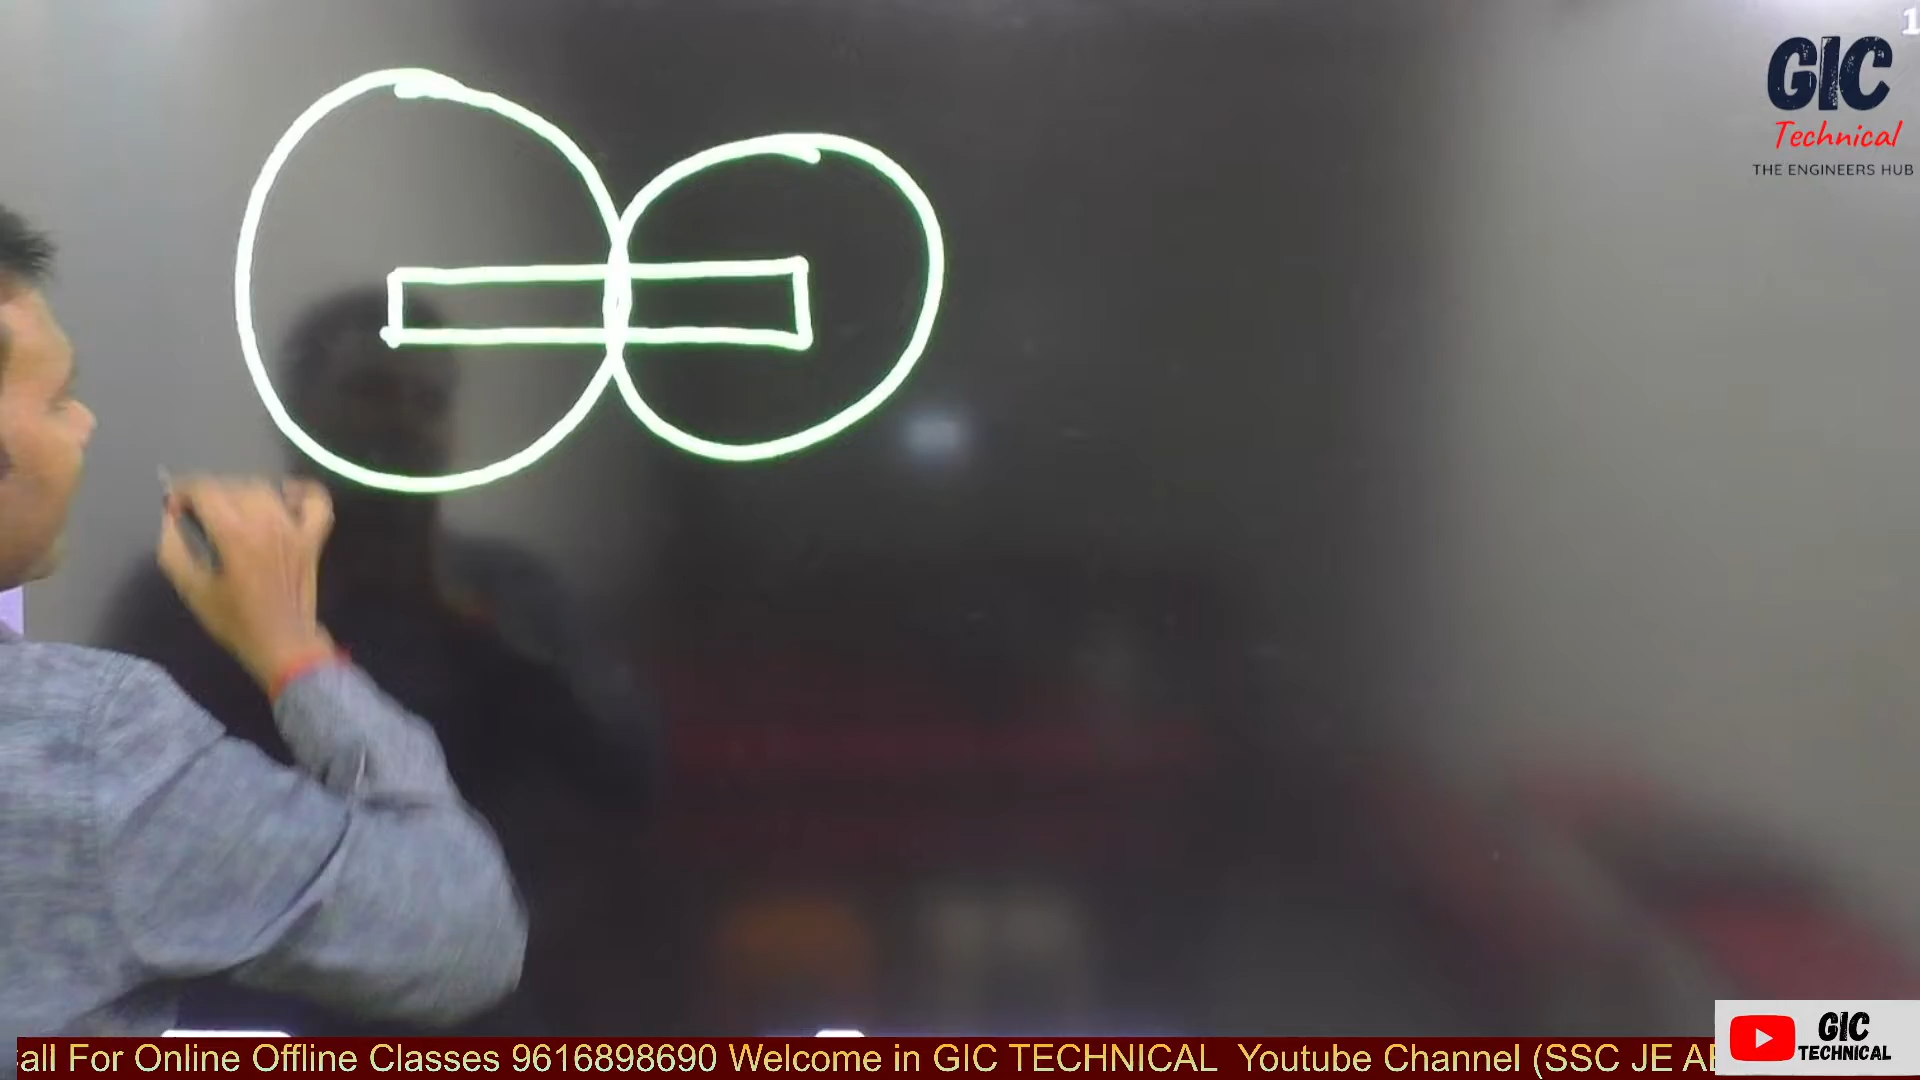 1
GIC
Technical
THE ENGINEERS HUB
all For Online Offline Classes 9616898690 Welcome in GIC TECHNICAL Youtube Channel (SSC JE AE
GIC
TECHNICAL